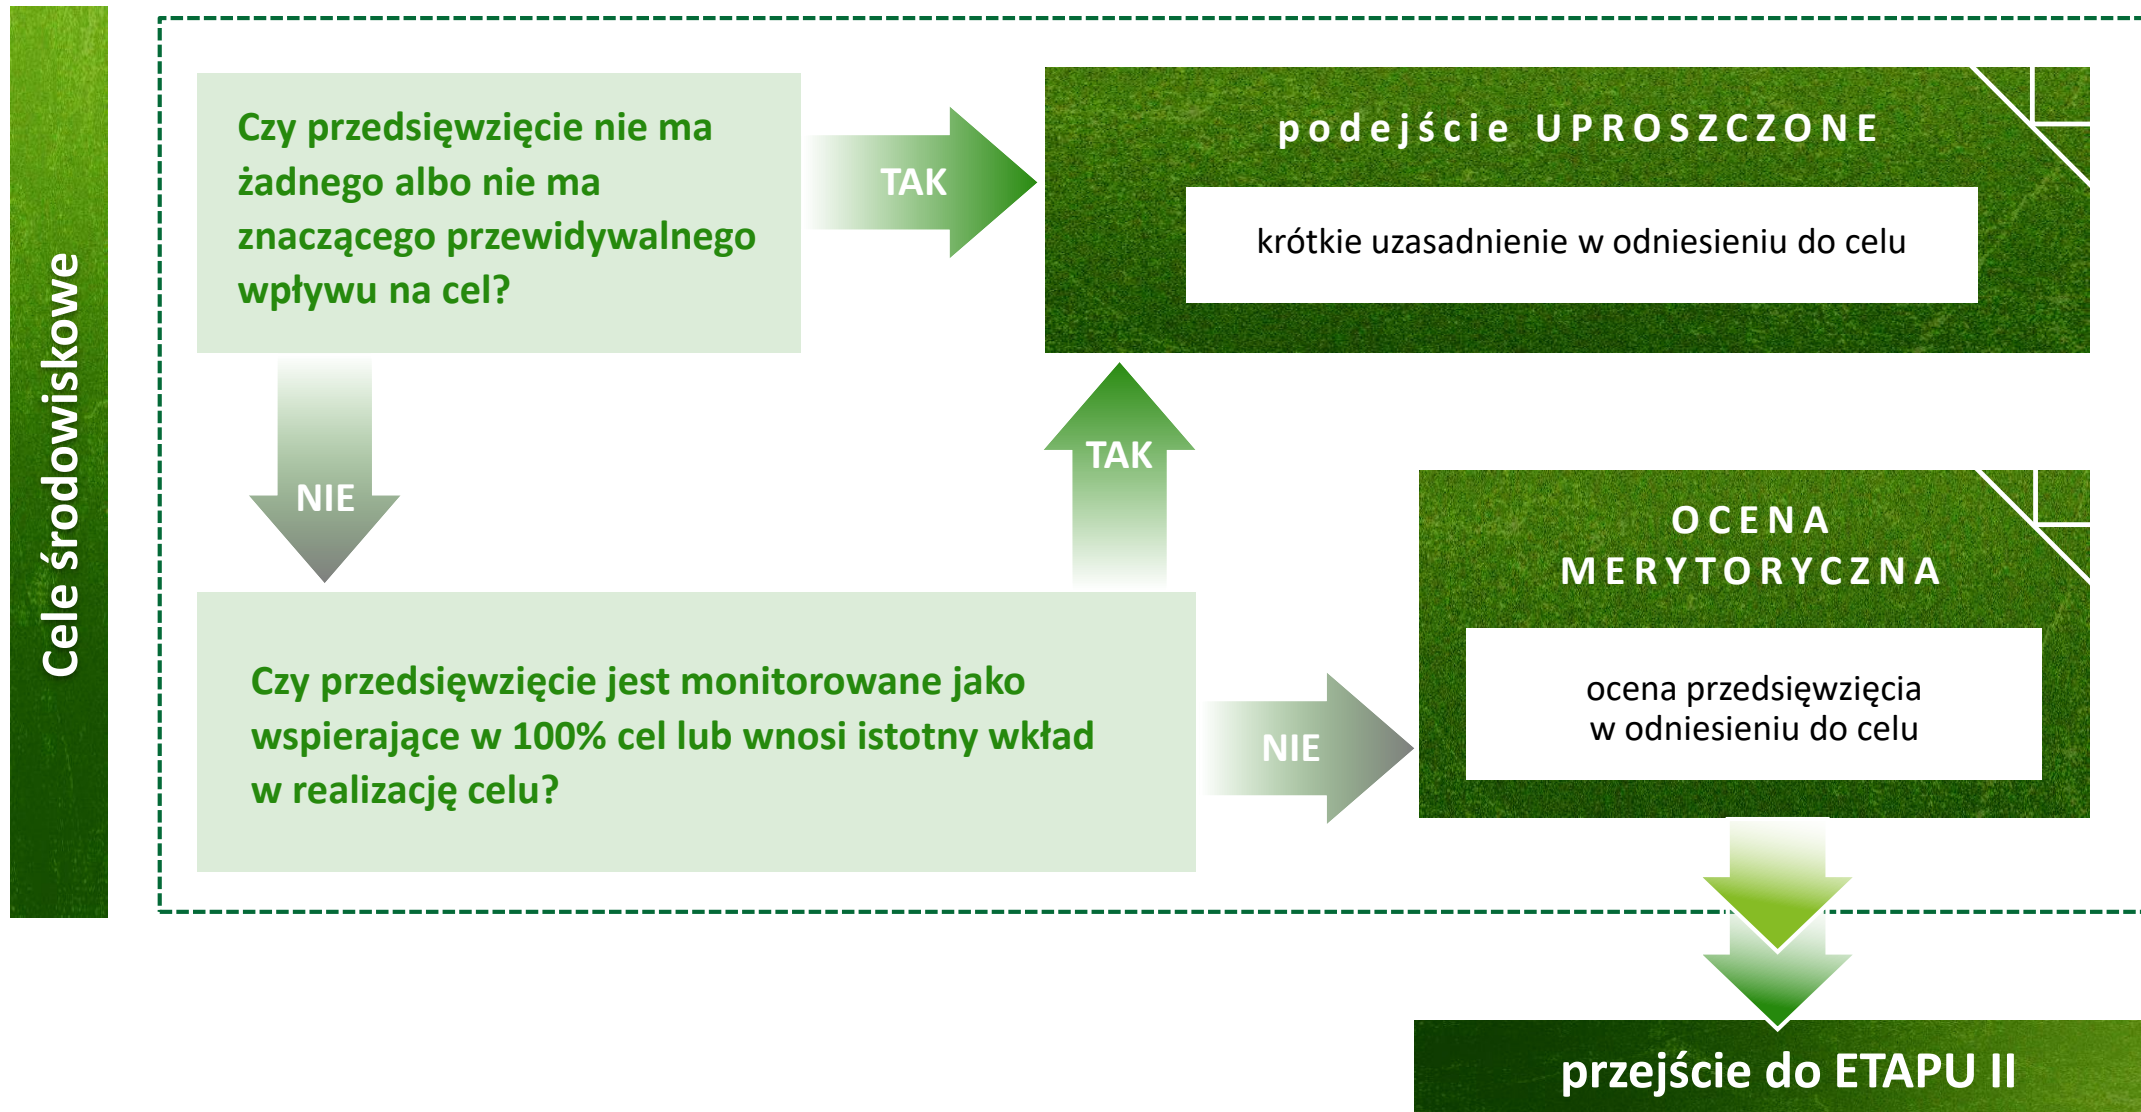 Cele środowiskowe
Czy przedsięwzięcie nie ma
żadnego albo nie ma
znaczącego przewidywalnego
wpływu na cel?
TAK
podejście UPROSZCZONE
krótkie uzasadnienie w odniesieniu do celu
NIE
TAK
Czy przedsięwzięcie jest monitorowane jako
wspierające w 100% cel lub wnosi istotny wkład
w realizację celu?
NIE
OCENA
MERYTORYCZNA
ocena przedsięwzięcia
w odniesieniu do celu
przejście do ETAPU II